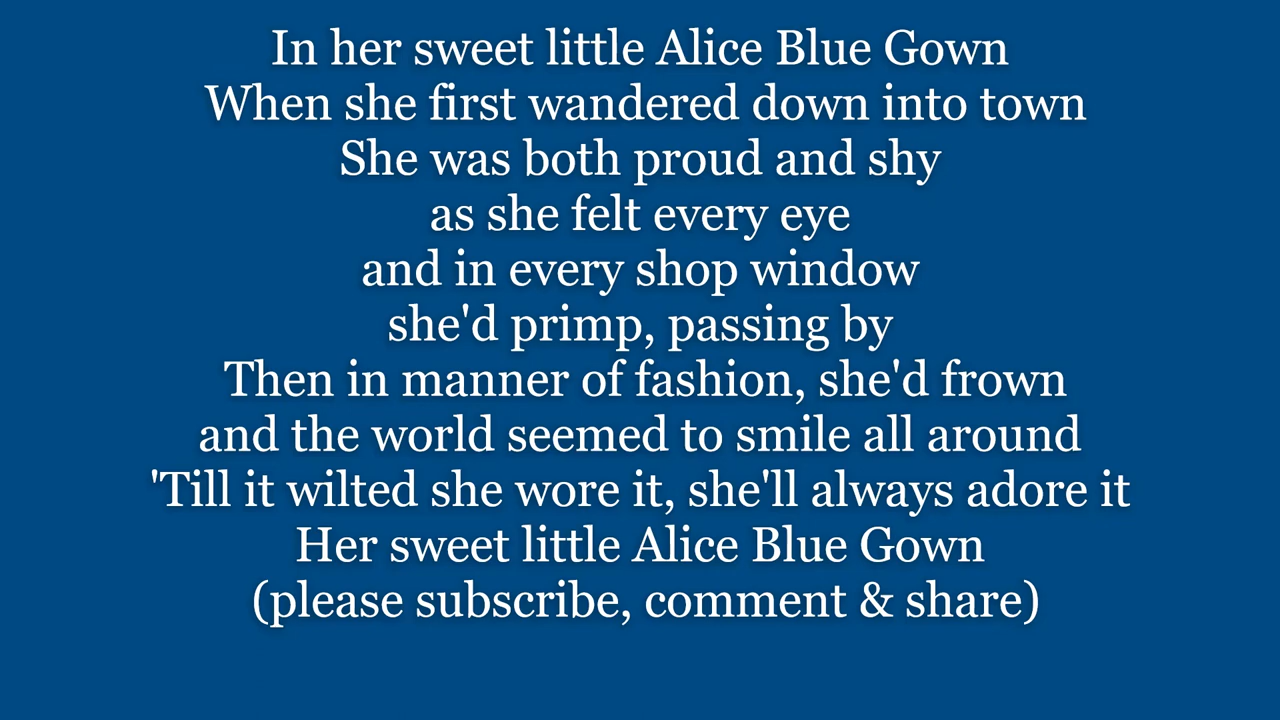 In her sweet little Alice Blue Gown
When she first wandered down into town
She was both proud and shy
as she felt every eye
and in every shop window
she'd primp, passing by
Then in manner of fashion, she'd frown
and the world seemed to smile all around
'Till it wilted she wore it, she'll always adore it
Her sweet little Alice Blue Gown
(please subscribe, comment & share)